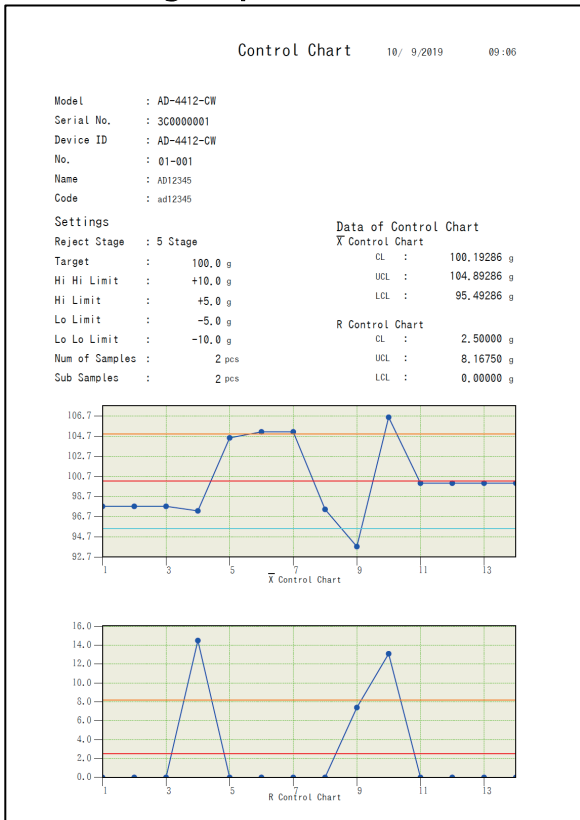 Control Chart 10/ 9/2019 09:06
Model : AD-4412-CW
Serial No. : 3C0000001
Device ID : AD-4412-CW
No. : 01-001
Name : AD12345
Code : ad12345
Settings
Reject Stage : 5 Stage
Target : 100.0 g
Hi Hi Limit : +10.0 g
Hi Limit : +5.0 g
Lo Limit : -5.0 g
Lo Lo Limit : -10.0 g
Num of Samples : 2 pcs
Sub Samples : 2 pcs
Data of Control Chart
X̅ Control Chart
CL : 100.19286 g
UCL : 104.89286 g
LCL : 95.49286 g
R Control Chart
CL : 2.50000 g
UCL : 8.16750 g
LCL : 0.00000 g
106.7
104.7
102.7
100.7
98.7
96.7
94.7
92.7
1 3 5 7 9 11 13
X̅ Control Chart
16.0
14.0
12.0
10.0
8.0
6.0
4.0
2.0
0.0
1 3 5 7 9 11 13
R Control Chart